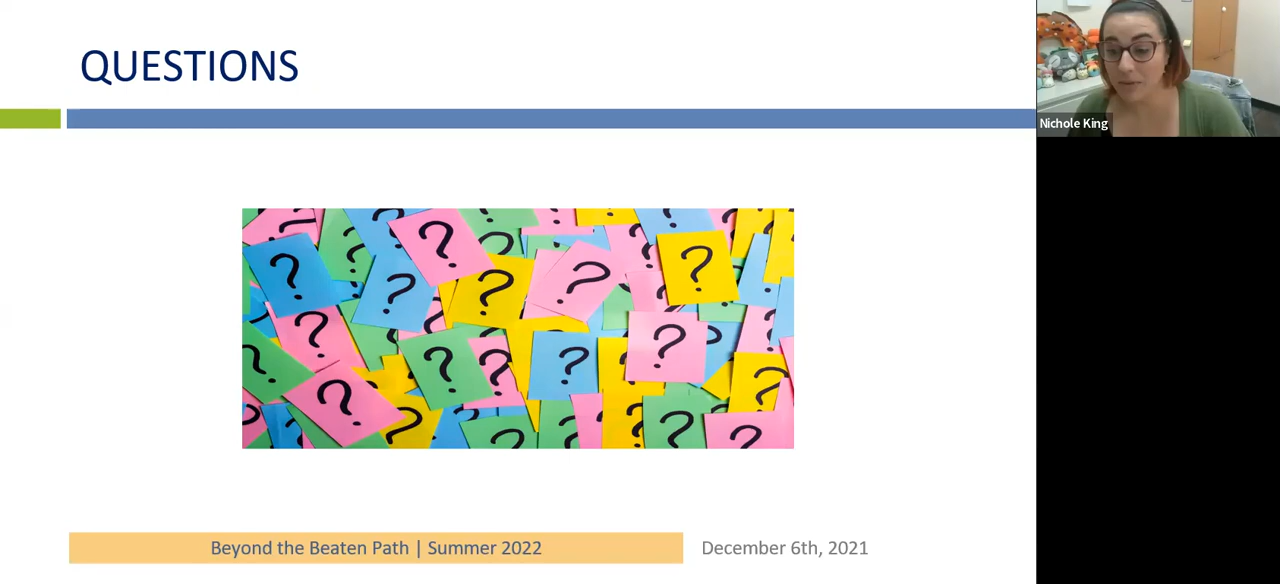 QUESTIONS
Nichole King
? ? ? ? ? ? ? ? ? ? ? ? ? ? ? ?
Beyond the Beaten Path | Summer 2022
December 6th, 2021